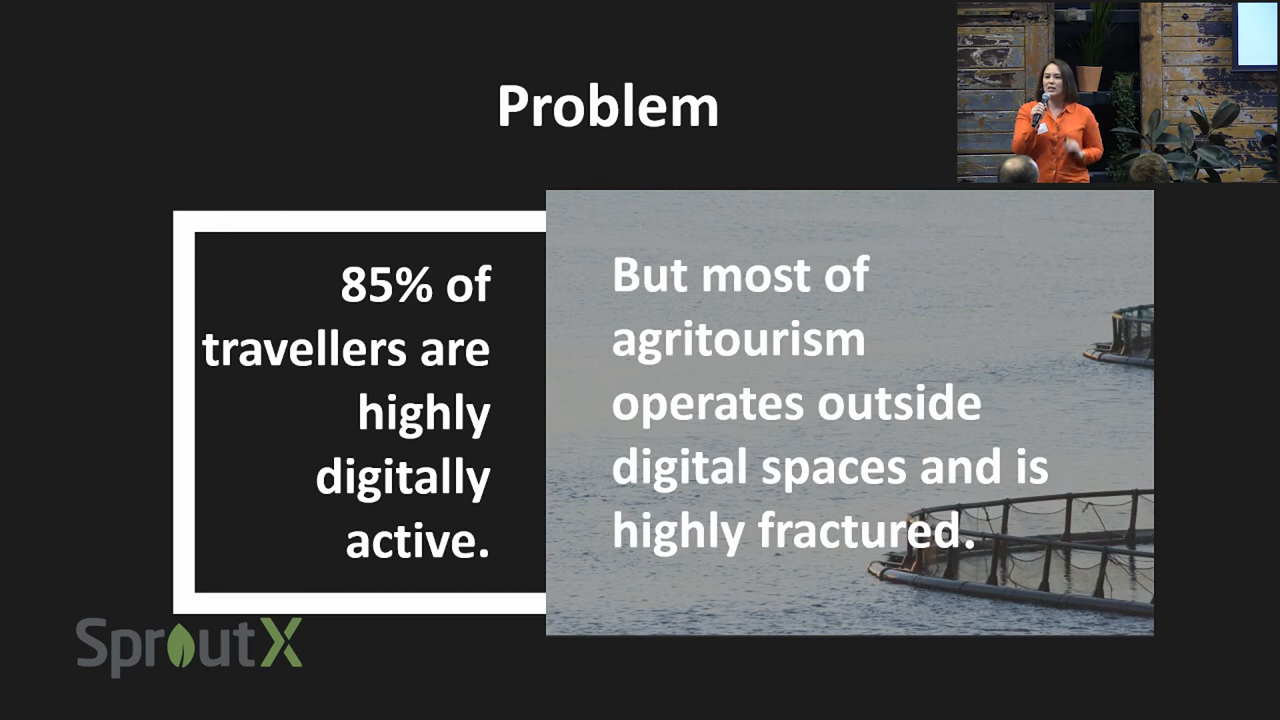 Problem
85% of
travellers are
highly
digitally
active.
But most of
agritourism
operates outside
digital spaces and is
highly fractured.
SproutX